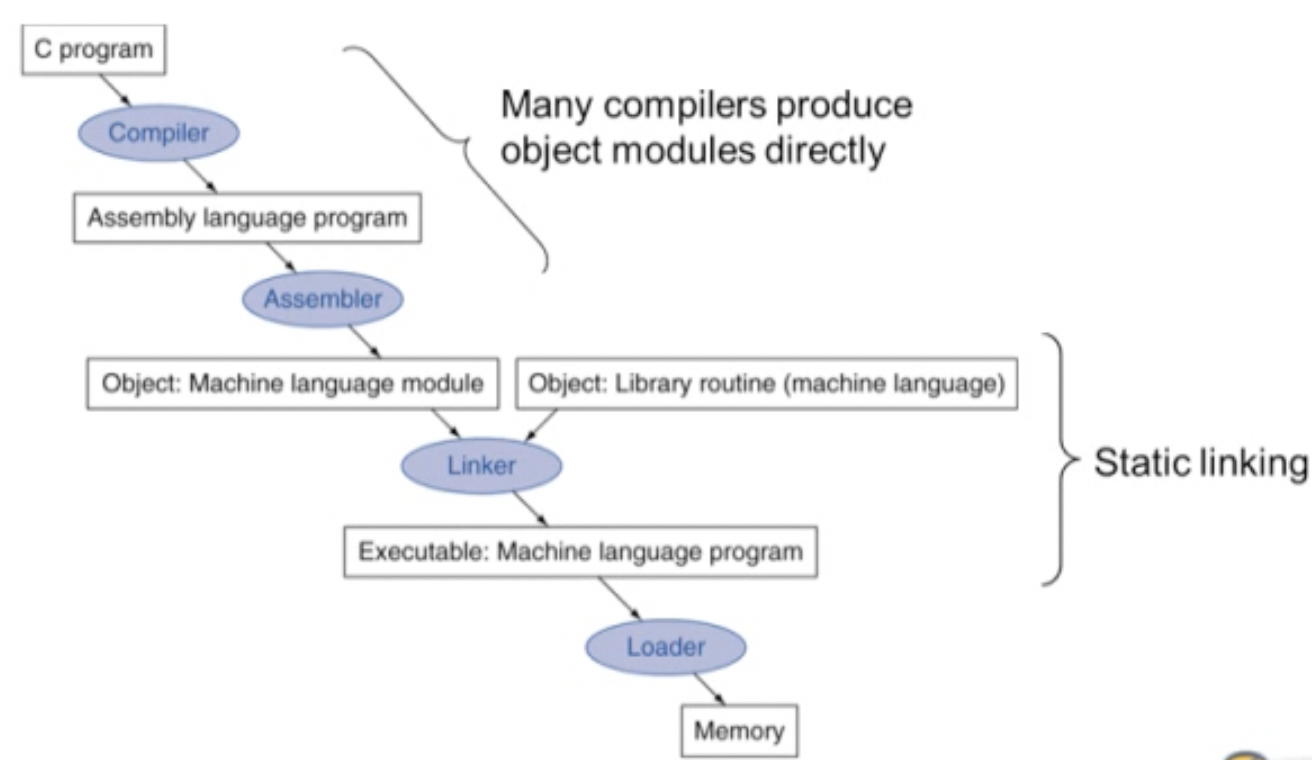 C program
Many compilers produce
object modules directly
Compiler
Assembly language program
Assembler
Object: Machine language module
Object: Library routine (machine language)
Linker
Static linking
Executable: Machine language program
Loader
Memory